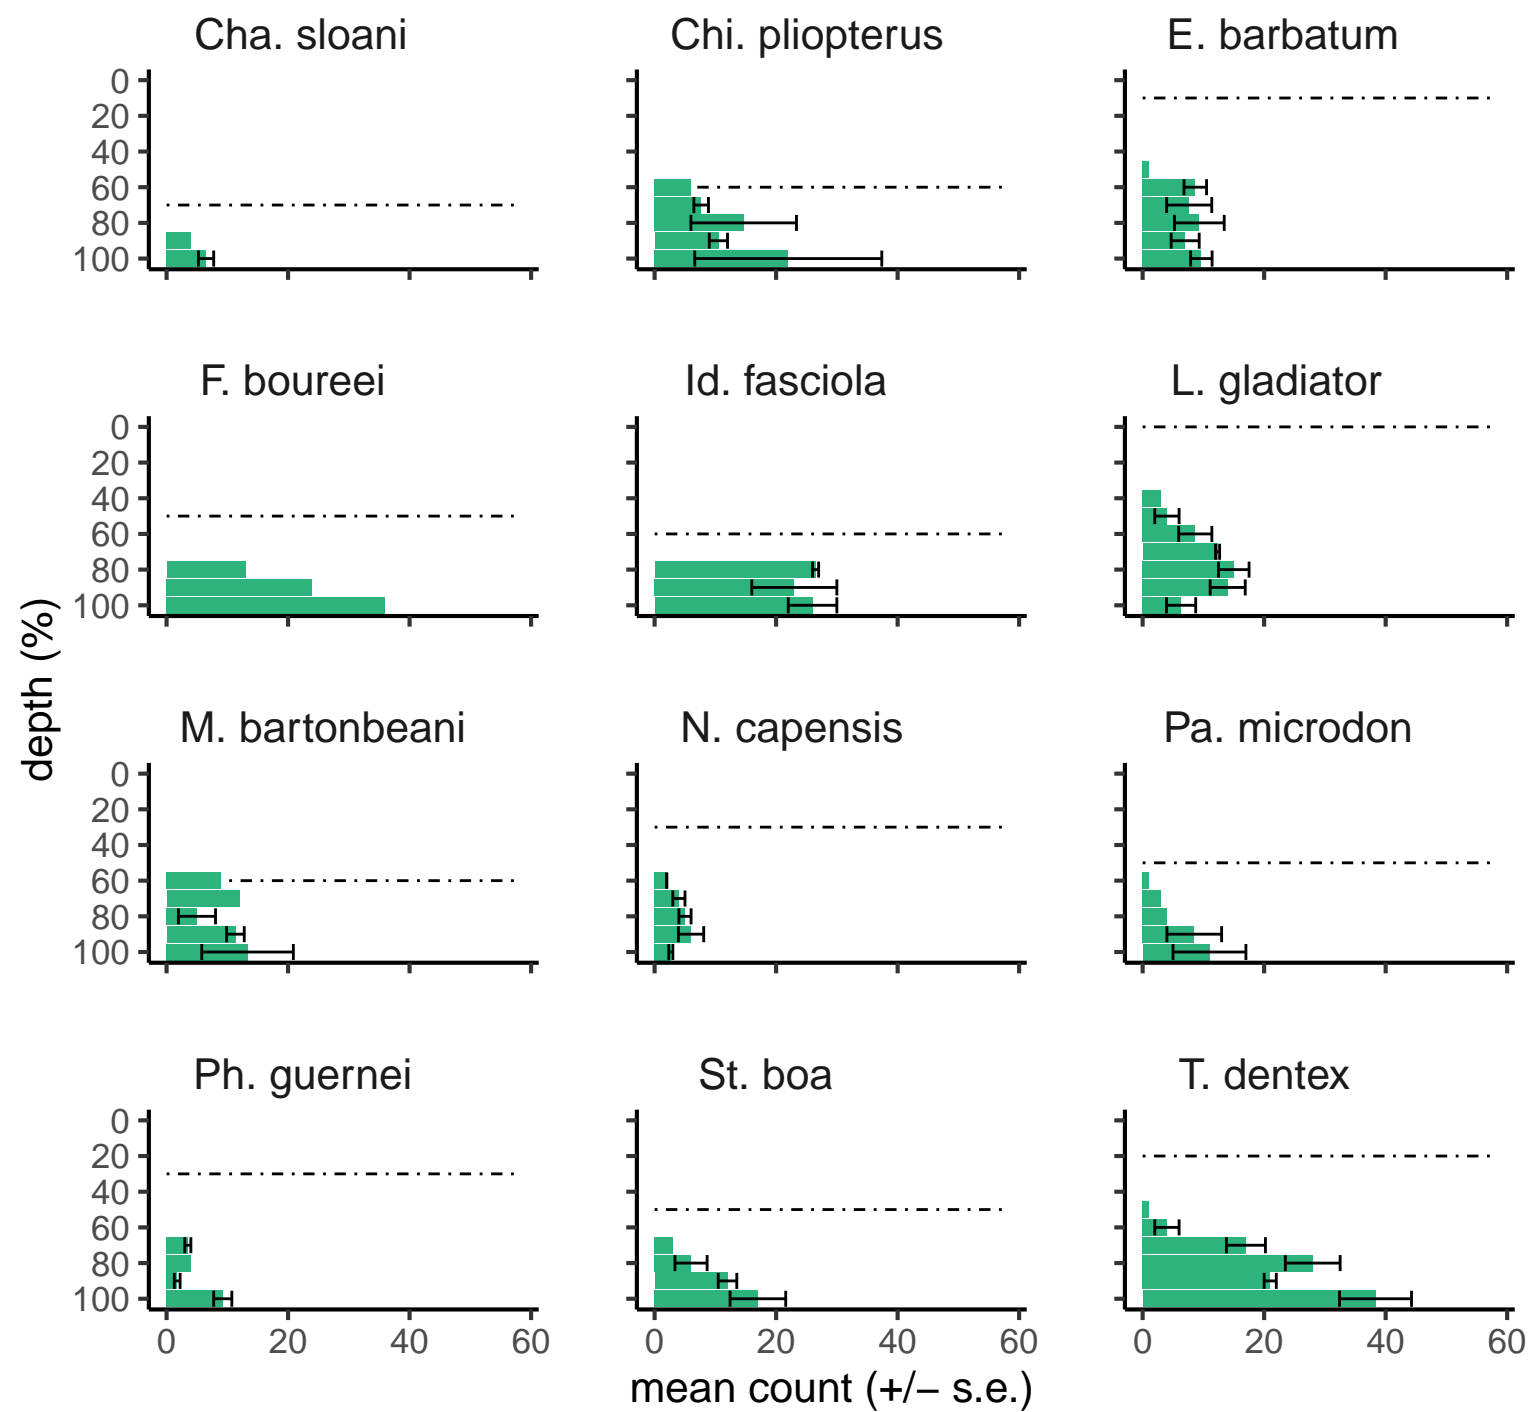 Cha. sloani
Chi. pliopterus
E. barbatum
0
20
40
60
80
100
F. boureei
Id. fasciola
L. gladiator
0
20
40
60
80
100
depth (%)
M. bartonbeani
N. capensis
Pa. microdon
0
20
40
60
80
100
Ph. guernei
St. boa
T. dentex
0
20
40
60
80
100
0 20 40 60
0 20 40 60
0 20 40 60
mean count (+/− s.e.)